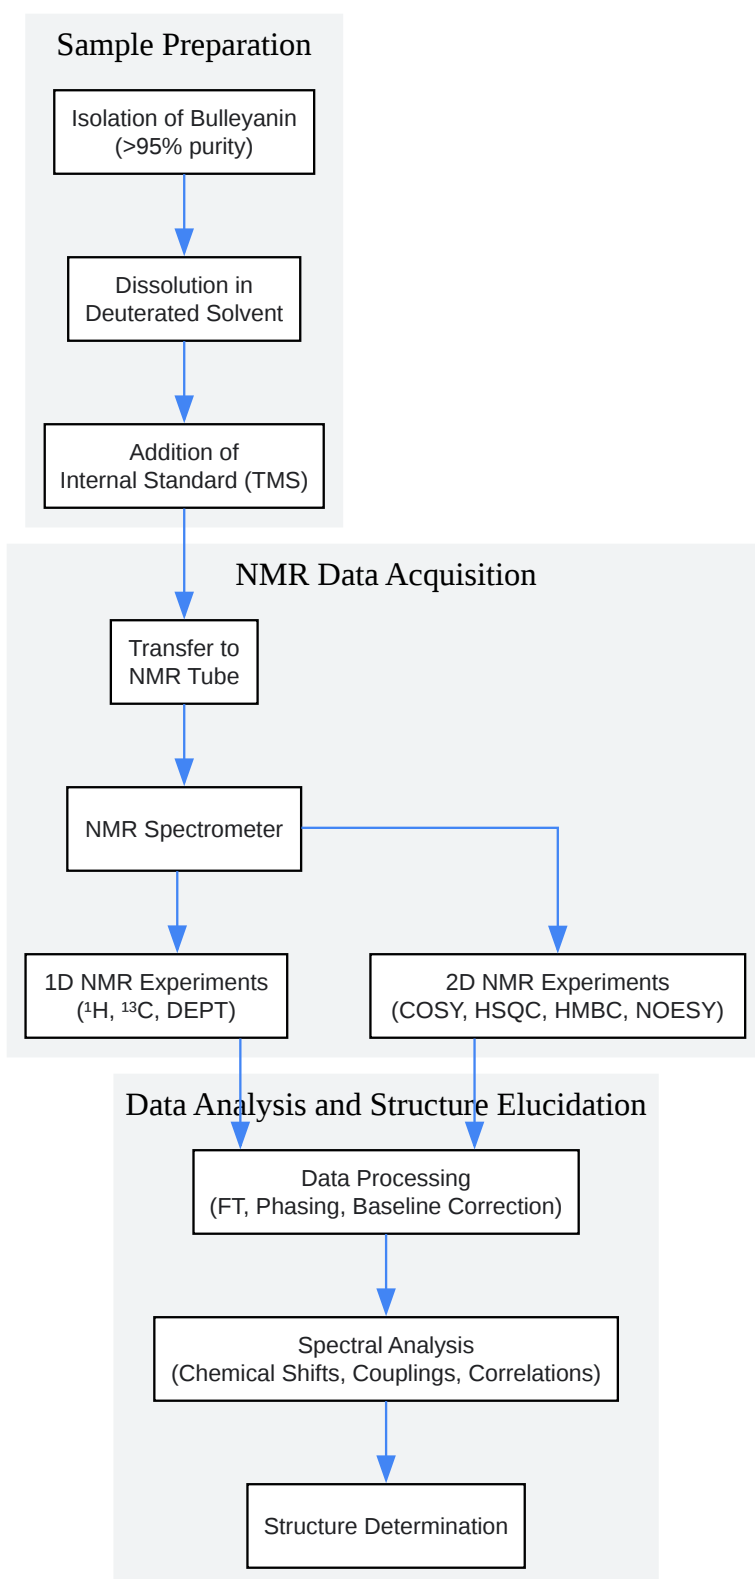 Sample Preparation
Isolation of Bulleyanin
(>95% purity)
Dissolution in
Deuterated Solvent
Addition of
Internal Standard (TMS)
NMR Data Acquisition
Transfer to
NMR Tube
NMR Spectrometer
1D NMR Experiments
(¹H, ¹³C, DEPT)
2D NMR Experiments
(COSY, HSQC, HMBC, NOESY)
Data Analysis and Structure Elucidation
Data Processing
(FT, Phasing, Baseline Correction)
Spectral Analysis
(Chemical Shifts, Couplings, Correlations)
Structure Determination